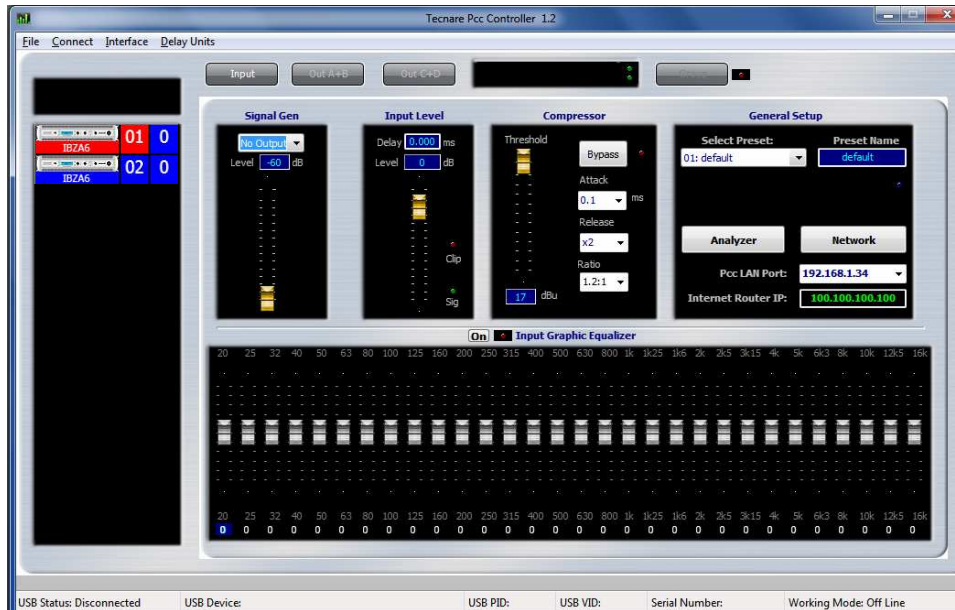 Tecnare Pcc Controller 1.2
File Connect Interface Delay Units
Input Out A+B Out C+D
IBZA6 01 0
IBZA6 02 0
Signal Gen
No Output
Level -60 dB
Input Level
Delay 0.000 ms
Level 0 dB
Clip
Sig
Compressor
Threshold
Bypass
Attack
0.1 ms
Release
x2
Ratio
1.2:1
17 dBu
General Setup
Select Preset: Preset Name
01: default default
Analyzer Network
Pcc LAN Port: 192.168.1.34
Internet Router IP: 100.100.100.100
On Input Graphic Equalizer
20 25 32 40 50 63 80 100 125 160 200 250 315 400 500 630 800 1k 1k25 1k6 2k 2k5 3k15 4k 5k 6k3 8k 10k 12k5 16k
20 25 32 40 50 63 80 100 125 160 200 250 315 400 500 630 800 1k 1k25 1k6 2k 2k5 3k15 4k 5k 6k3 8k 10k 12k5 16k
0 0 0 0 0 0 0 0 0 0 0 0 0 0 0 0 0 0 0 0 0 0 0 0 0 0 0 0 0 0
USB Status: Disconnected USB Device: USB PID: USB VID: Serial Number: Working Mode: Off Line